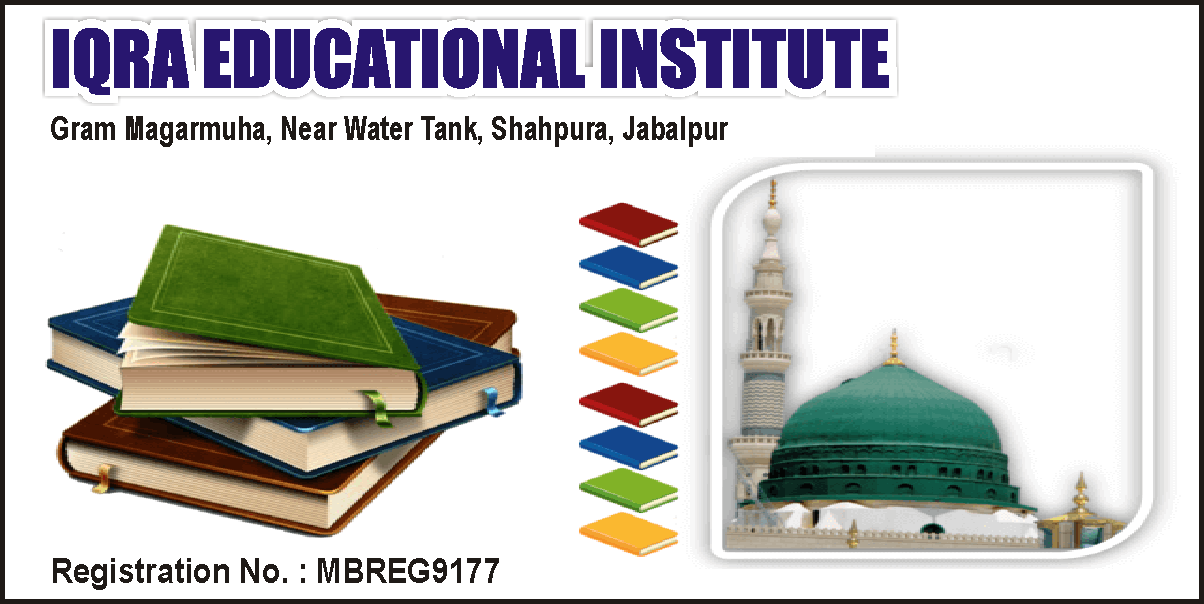 IQRA EDUCATIONAL INSTITUTE
Gram Magarmuha, Near Water Tank, Shahpura, Jabalpur
Registration No. : MBREG9177